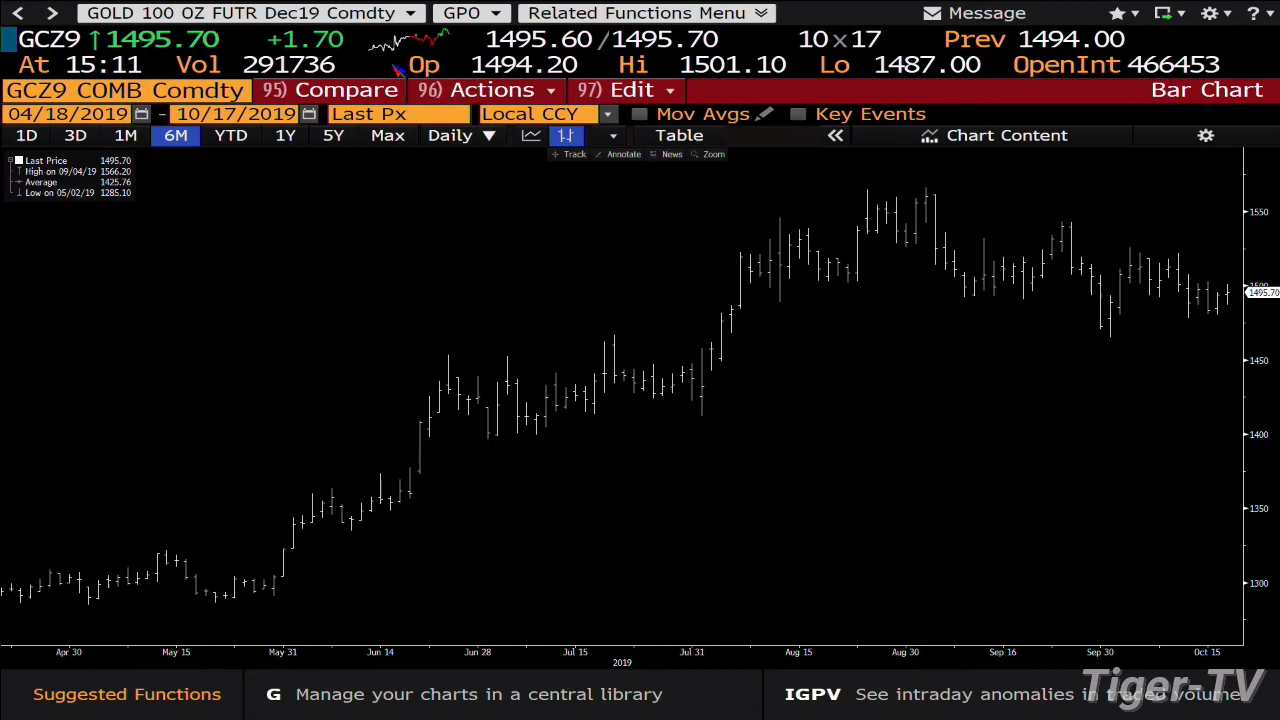 GOLD 100 OZ FUTR Dec19 Comdty GPO Related Functions Menu Message ?
GCZ9 ↑1495.70 +1.70 1495.60/1495.70 10x17 Prev 1494.00
At 15:11 Vol 291736 Op 1494.20 Hi 1501.10 Lo 1487.00 OpenInt 466453
GCZ9 COMB Comdty 95) Compare 96) Actions 97) Edit Bar Chart
04/18/2019 - 10/17/2019 Last Px Local CCY Mov Avgs Key Events
1D 3D 1M 6M YTD 1Y 5Y Max Daily ▼ Table « Chart Content
Track Annotate News Zoom
Last Price 1495.70
High on 09/04/19 1566.20
Average 1425.76
Low on 05/02/19 1285.10
1550
1500
1495.70
1450
1400
1350
1300
Apr 30 May 15 May 31 Jun 14 Jun 28 Jul 15 Jul 31 Aug 15 Aug 30 Sep 16 Sep 30 Oct 15
2019
Suggested Functions G Manage your charts in a central library IGPV See intraday anomalies in traded volume
Tiger-TV